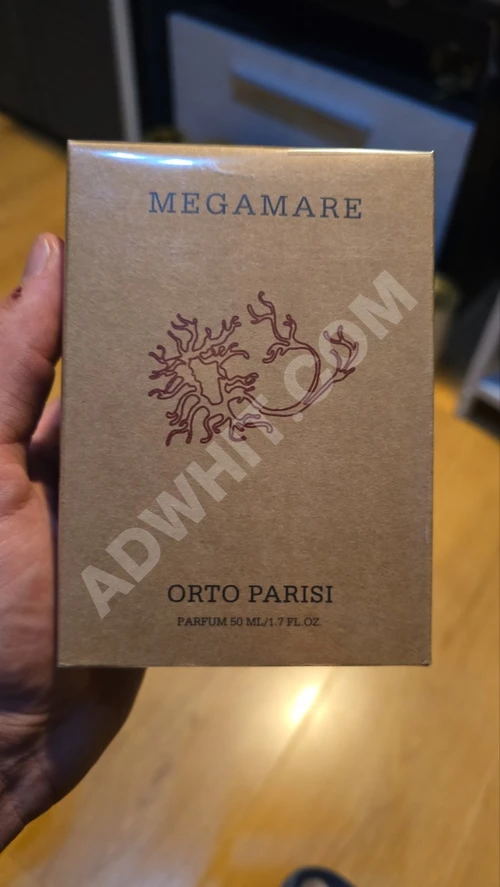 MEGAMARE
ADWHIT.COM
ORTO PARISI
PARFUM 50 ML/1.7 FL.OZ.